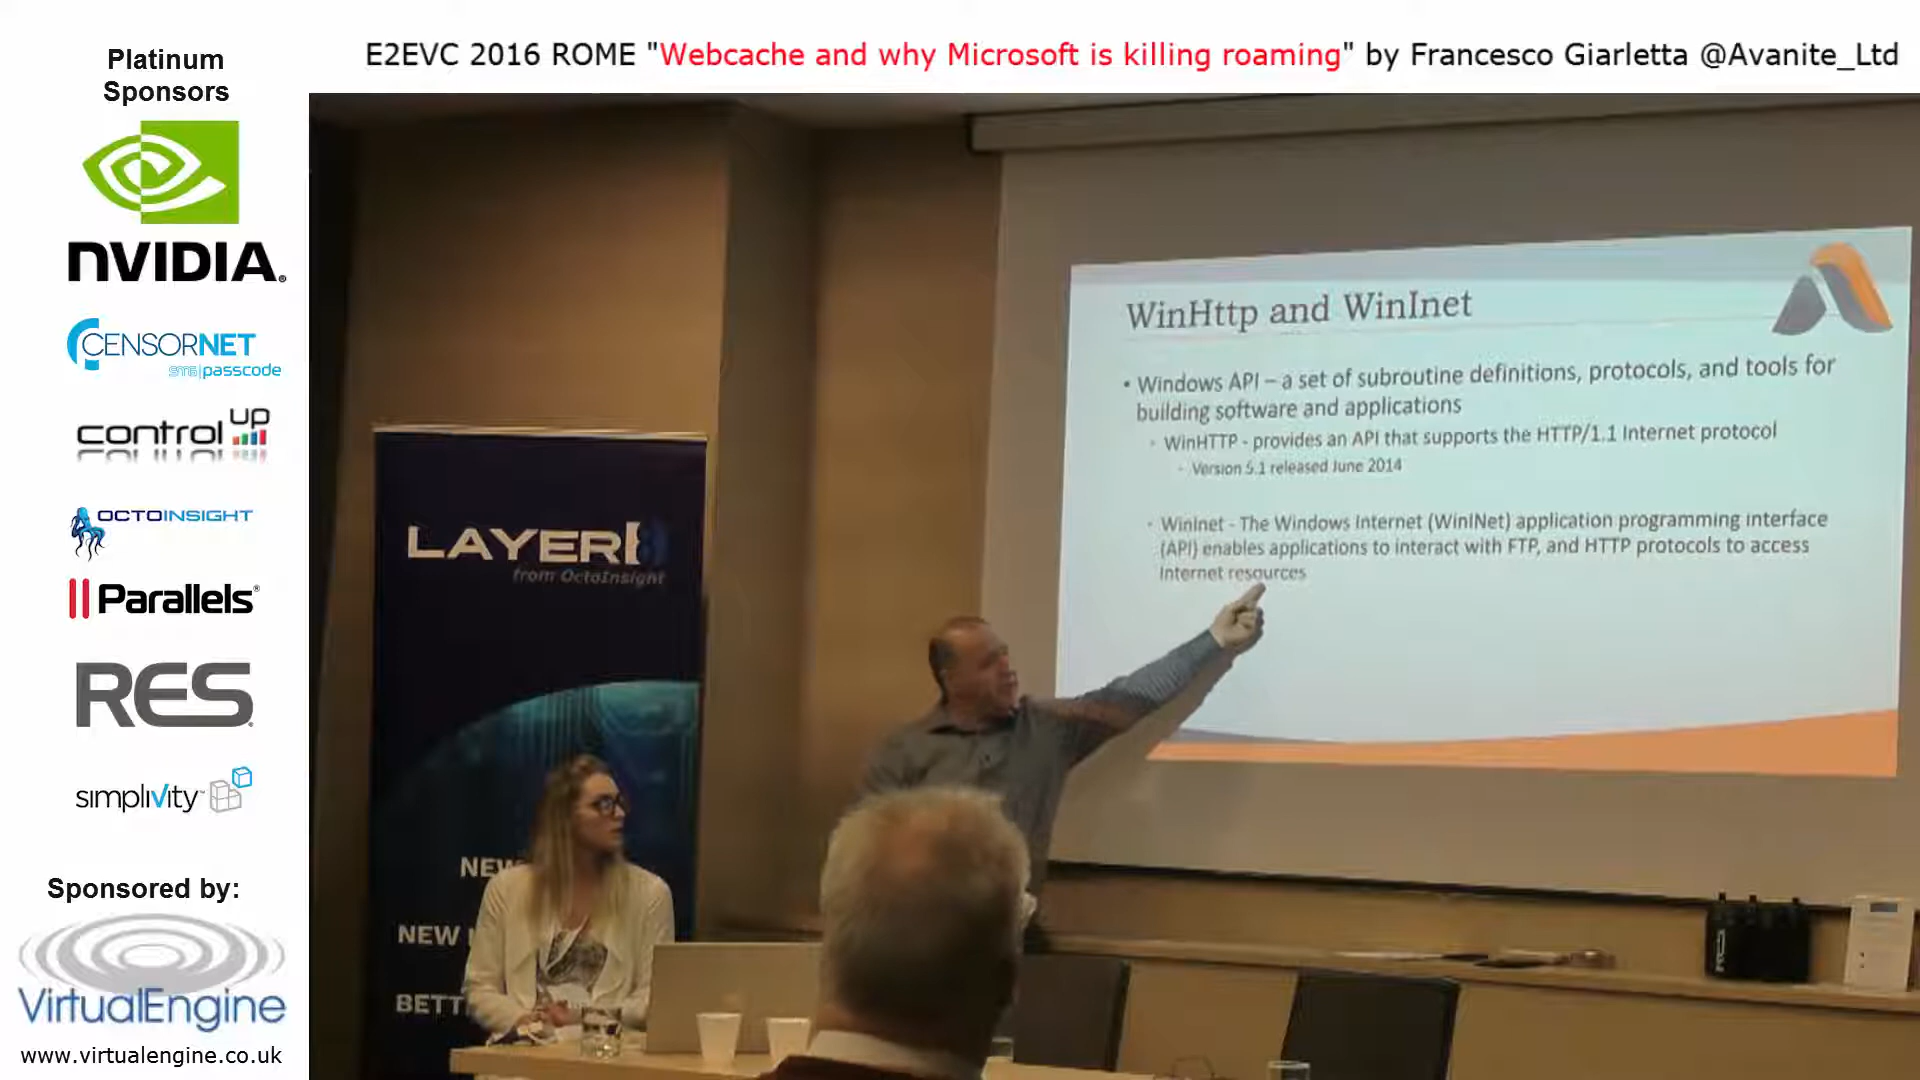 E2EVC 2016 ROME "Webcache and why Microsoft is killing roaming" by Francesco Giarletta @Avanite_Ltd
Platinum
Sponsors
NVIDIA®
CENSORNET
passcode
control UP
OCTOINSIGHT
Parallels®
RES®
simplivity™
Sponsored by:
VirtualEngine
www.virtualengine.co.uk
LAYER8
from OctoInsight
NEW
NEW
BETT
WinHttp and WinInet
• Windows API – a set of subroutine definitions, protocols, and tools for
building software and applications
◦ WinHTTP - provides an API that supports the HTTP/1.1 Internet protocol
◦ Version 5.1 released June 2014
◦ WinInet - The Windows Internet (WinINet) application programming interface
(API) enables applications to interact with FTP, and HTTP protocols to access
Internet resources